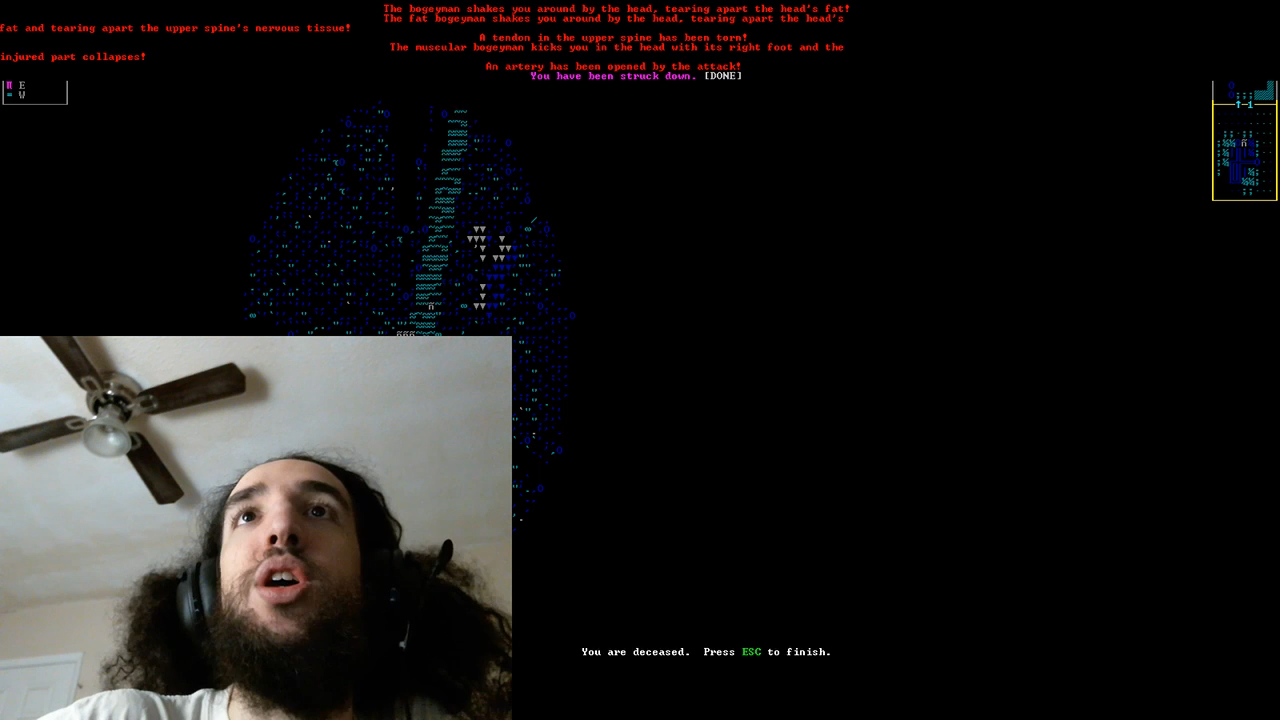 The bogeyman shakes you around by the head, tearing apart the head's fat!
The fat bogeyman shakes you around by the head, tearing apart the head's
fat and tearing apart the upper spine's nervous tissue!
A tendon in the upper spine has been torn!
The muscular bogeyman kicks you in the head with its right foot and the
injured part collapses!
An artery has been opened by the attack!
You have been struck down. [DONE]
E
W
You are deceased. Press ESC to finish.